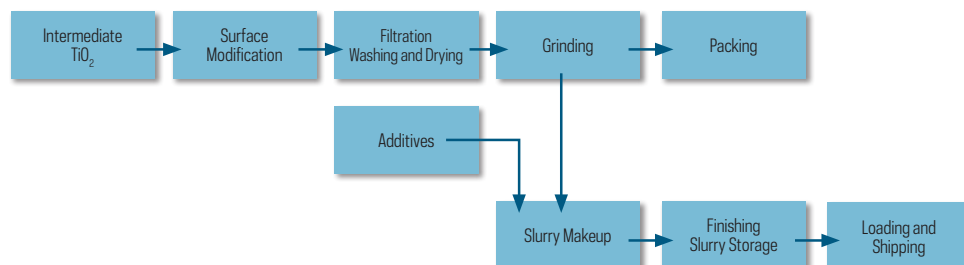 Intermediate
TiO₂
Surface
Modification
Filtration
Washing and Drying
Grinding
Packing
Additives
Slurry Makeup
Finishing
Slurry Storage
Loading and
Shipping